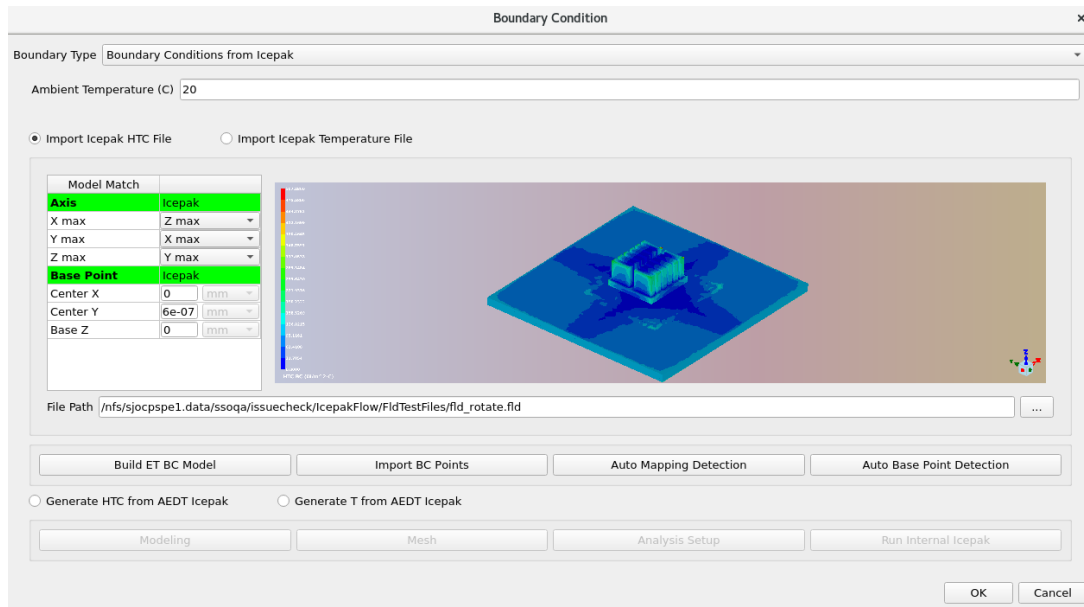 Boundary Condition
Boundary Type Boundary Conditions from Icepak
Ambient Temperature (C) 20
Import Icepak HTC File Import Icepak Temperature File
Model Match
Axis Icepak
X max Z max
Y max X max
Z max Y max
Base Point Icepak
Center X 0 mm
Center Y 6e-07 mm
Base Z 0 mm
File Path /nfs/sjocpspe1.data/ssoqa/issuecheck/IcepakFlow/FldTestFiles/fld_rotate.fld ...
Build ET BC Model Import BC Points Auto Mapping Detection Auto Base Point Detection
Generate HTC from AEDT Icepak Generate T from AEDT Icepak
Modeling Mesh Analysis Setup Run Internal Icepak
OK Cancel